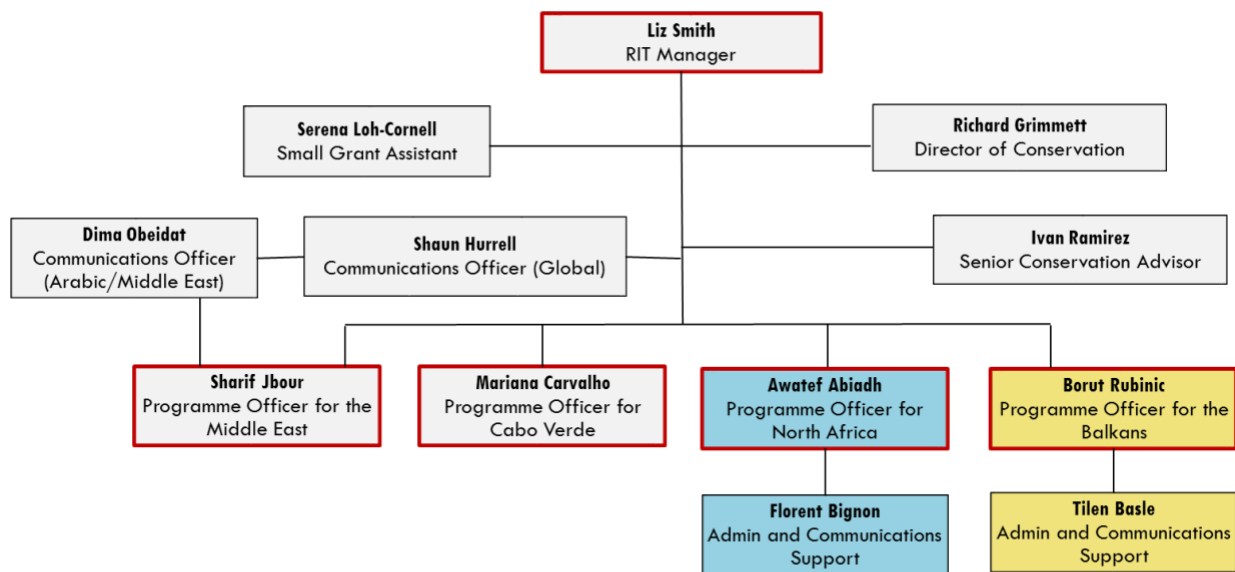 Liz Smith
RIT Manager
Serena Loh-Cornell
Small Grant Assistant
Richard Grimmett
Director of Conservation
Dima Obeidat
Communications Officer
(Arabic/Middle East)
Shaun Hurrell
Communications Officer (Global)
Ivan Ramirez
Senior Conservation Advisor
Sharif Jbour
Programme Officer for the
Middle East
Mariana Carvalho
Programme Officer for
Cabo Verde
Awatef Abiadh
Programme Officer for
North Africa
Borut Rubinic
Programme Officer for the
Balkans
Florent Bignon
Admin and Communications
Support
Tilen Basle
Admin and Communications
Support